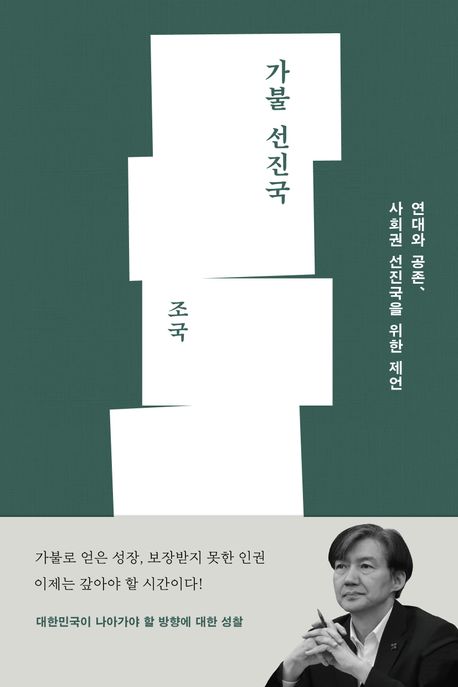 가불 선진국
연대와 공존,
사회권 선진국을 위한 제언
조국
가불로 얻은 성장, 보장받지 못한 인권
이제는 갚아야 할 시간이다!
대한민국이 나아가야 할 방향에 대한 성찰